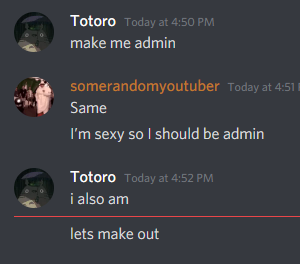 Totoro Today at 4:50 PM
make me admin
somerandomyoutuber Today at 4:51
Same
I'm sexy so I should be admin
Totoro Today at 4:52 PM
i also am
lets make out